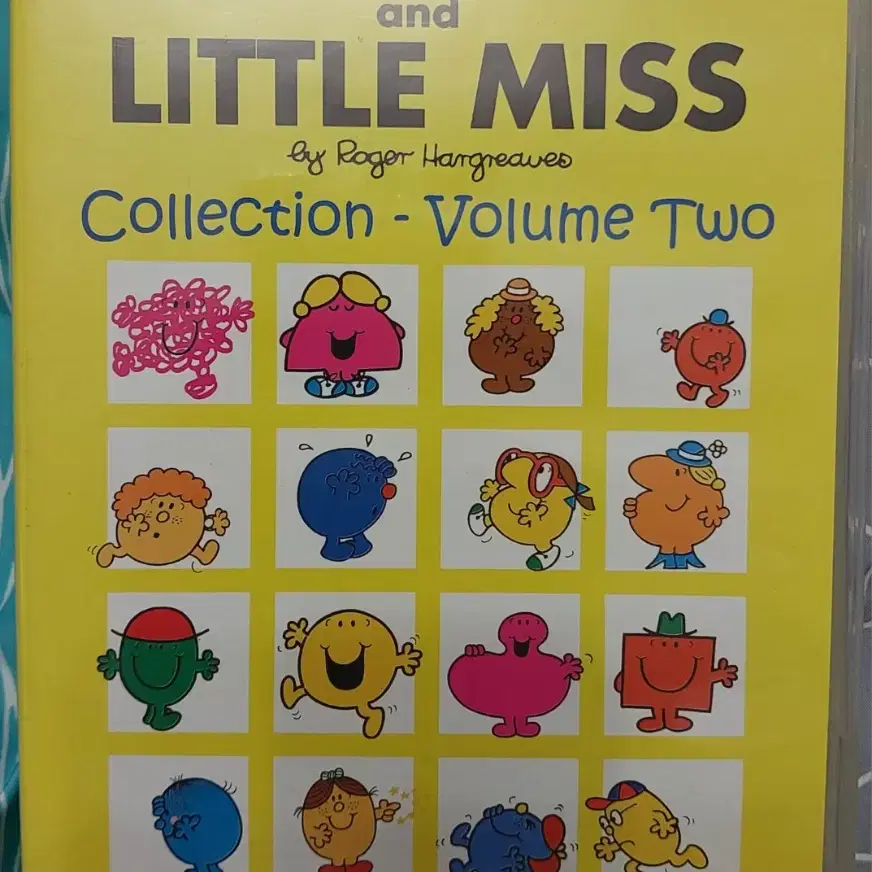 and
LITTLE MISS
by Roger Hargreaves
Collection - Volume Two